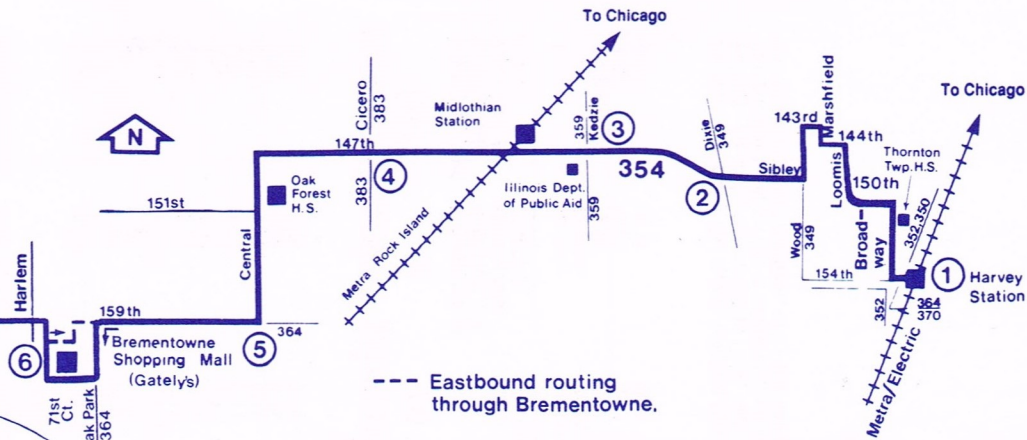 To Chicago
To Chicago
N
Cicero
383
Midlothian
Station
359
Kedzie
3
Dixie
349
143rd
Marshfield
144th
Thornton
Twp. H.S.
147th
354
Sibley
Loomis
150th
352,350
4
383
Illinois Dept.
of Public Aid
359
2
Oak
Forest
H.S.
151st
Central
Metra Rock Island
Wood
349
Broad-
way
154th
1
Harvey
Station
352
364
370
Harlem
159th
364
5
6
Brementowne
Shopping Mall
(Gately's)
71st
Ct.
ak Park
364
Metra/Electric
--- Eastbound routing
through Brementowne.